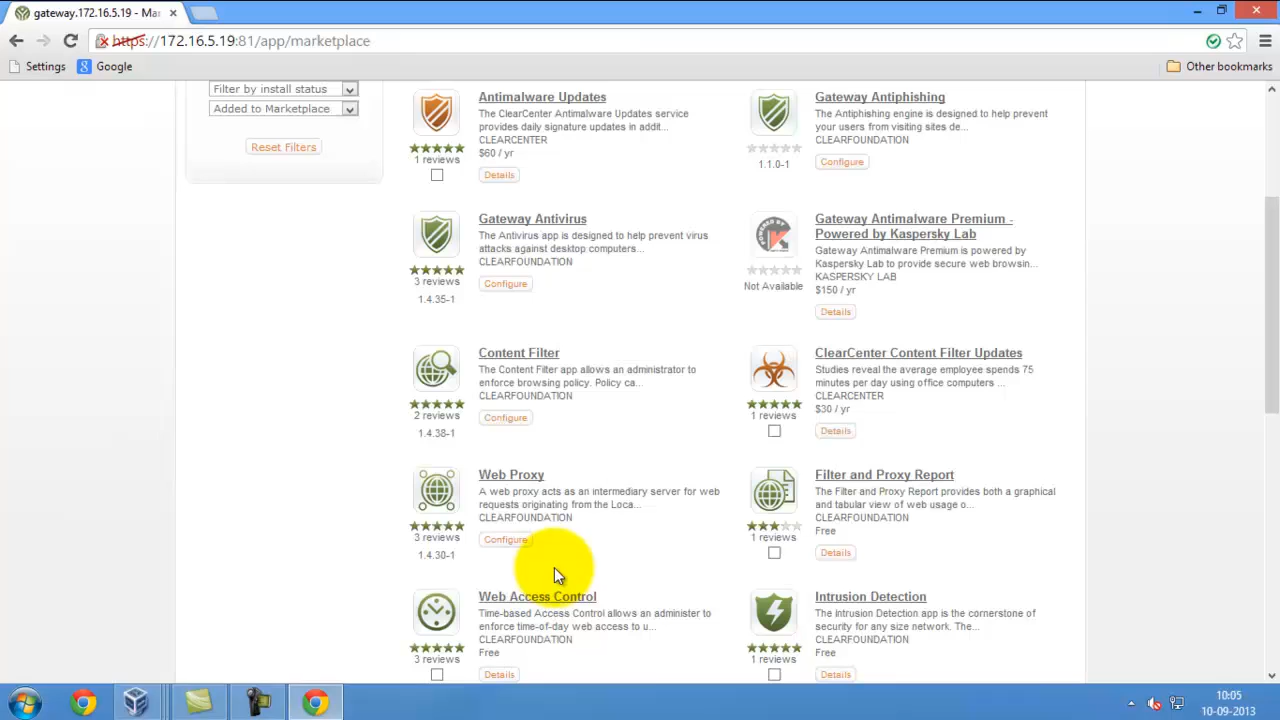 gateway.172.16.5.19 - Mar
https://172.16.5.19:81/app/marketplace
Settings
Google
Other bookmarks
Filter by install status
Added to Marketplace
Reset Filters
Antimalware Updates
The ClearCenter Antimalware Updates service
provides daily signature updates in addit...
CLEARCENTER
$60 / yr
1 reviews
Details
Gateway Antiphishing
The Antiphishing engine is designed to help prevent
your users from visiting sites de...
CLEARFOUNDATION
1.1.0-1
Configure
Gateway Antivirus
The Antivirus app is designed to help prevent virus
attacks against desktop computers...
CLEARFOUNDATION
3 reviews
1.4.35-1
Configure
POWERED BY
Gateway Antimalware Premium -
Powered by Kaspersky Lab
Gateway Antimalware Premium is powered by
Kaspersky Lab to provide secure web browsin...
KASPERSKY LAB
$150 / yr
Not Available
Details
Content Filter
The Content Filter app allows an administrator to
enforce browsing policy. Policy ca...
CLEARFOUNDATION
2 reviews
1.4.38-1
Configure
ClearCenter Content Filter Updates
Studies reveal the average employee spends 75
minutes per day using office computers ...
CLEARCENTER
$30 / yr
1 reviews
Details
Web Proxy
A web proxy acts as an intermediary server for web
requests originating from the Loca...
CLEARFOUNDATION
3 reviews
1.4.30-1
Configure
Filter and Proxy Report
The Filter and Proxy Report provides both a graphical
and tabular view of web usage o...
CLEARFOUNDATION
Free
1 reviews
Details
Web Access Control
Time-based Access Control allows an administer to
enforce time-of-day web access to u...
CLEARFOUNDATION
Free
3 reviews
Details
Intrusion Detection
The Intrusion Detection app is the cornerstone of
security for any size network. The...
CLEARFOUNDATION
Free
1 reviews
Details
10:05
10-09-2013